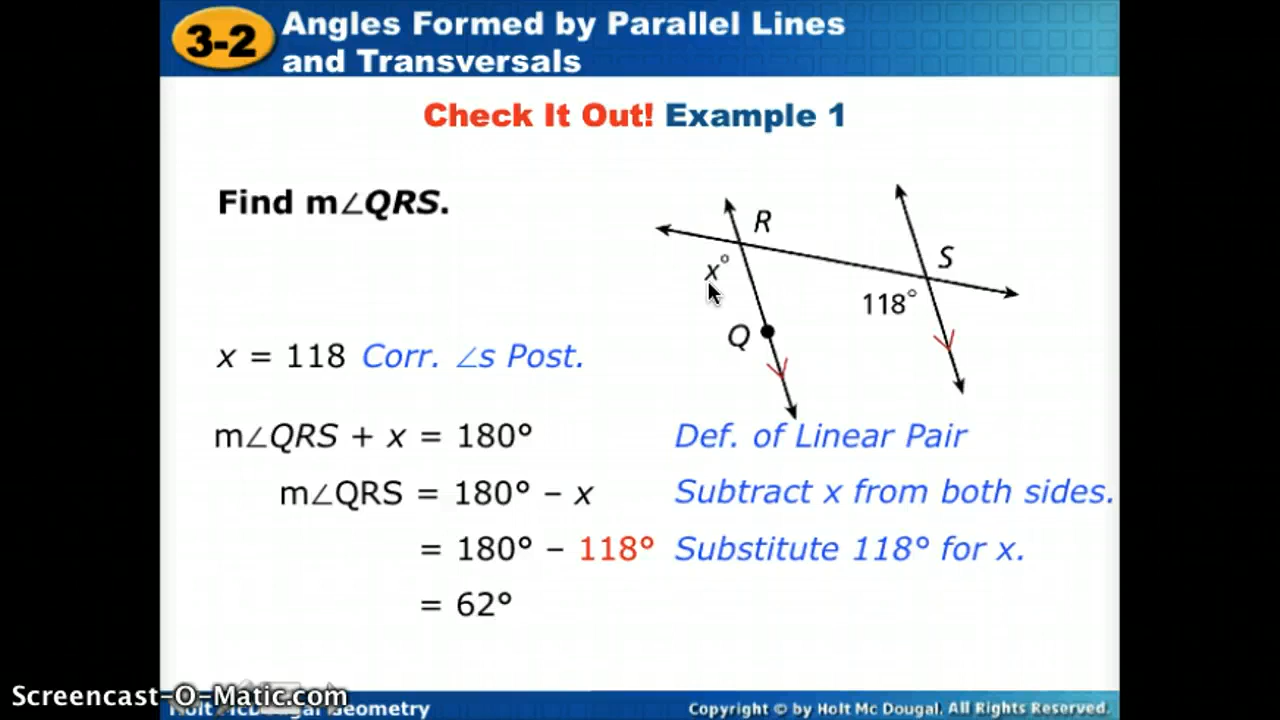 3-2
Angles Formed by Parallel Lines
and Transversals
Check It Out! Example 1
Find m∠QRS.
R
S
x°
118°
Q
x = 118 Corr. ∠s Post.
m∠QRS + x = 180° Def. of Linear Pair
m∠QRS = 180° – x Subtract x from both sides.
= 180° – 118° Substitute 118° for x.
= 62°
Screencast-O-Matic.com
Holt McDougal Geometry
Copyright © by Holt Mc Dougal. All Rights Reserved.